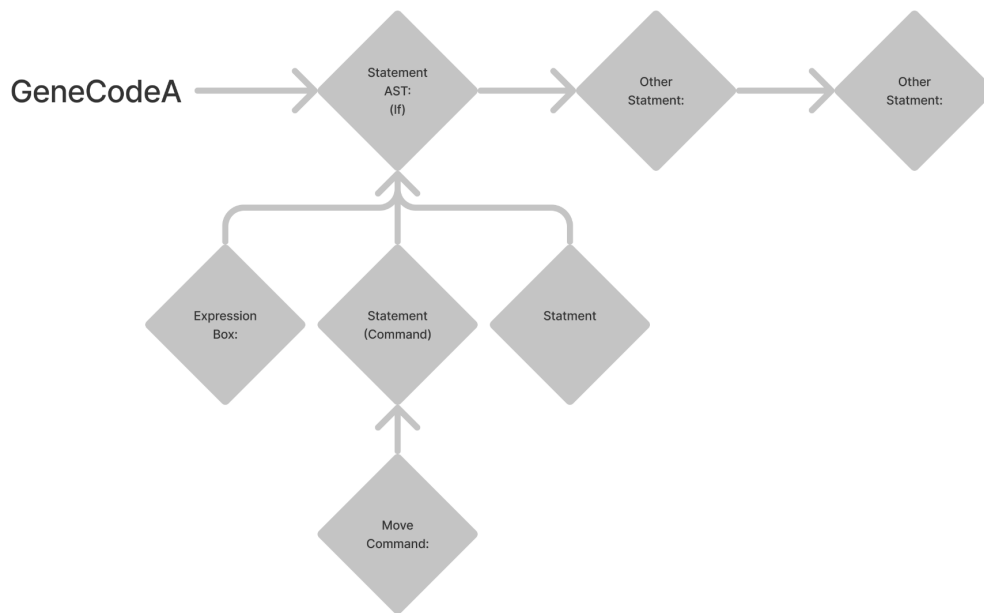 GeneCodeA
Statement
AST:
(If)
Other
Statment:
Other
Statment:
Expression
Box:
Statement
(Command)
Statment
Move
Command: